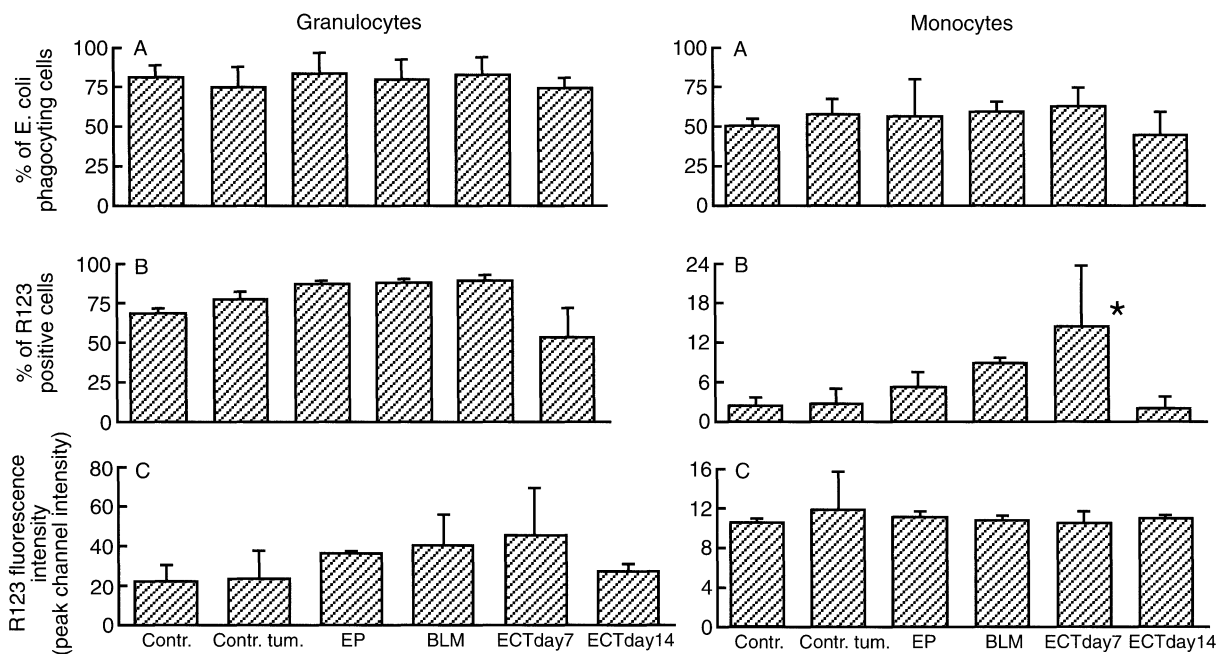 Granulocytes
Monocytes
% of E. coli
phagocyting cells
A
100
75
50
25
0
A
100
75
50
25
0
% of R123
positive cells
B
100
75
50
25
0
B
24
18
12
6
0
*
R123 fluorescence
intensity
(peak channel intensity)
C
80
60
40
20
0
Contr.
Contr. tum.
EP
BLM
ECTday7
ECTday14
C
16
12
8
4
0
Contr.
Contr. tum.
EP
BLM
ECTday7
ECTday14